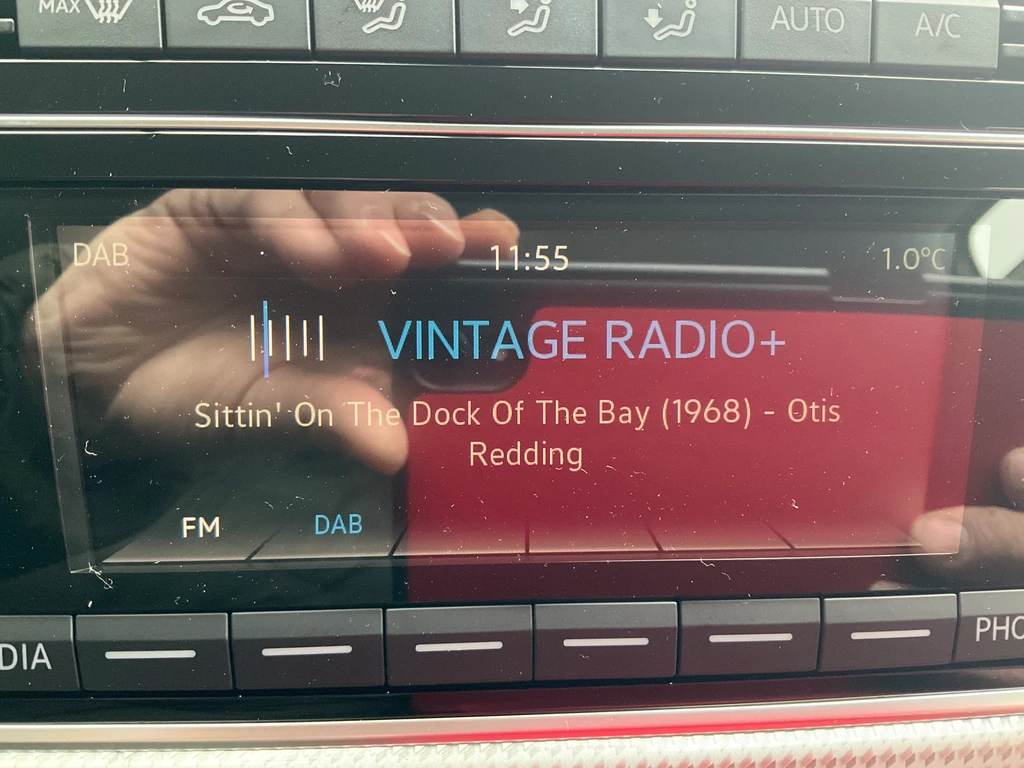 MAX
AUTO
A/C
DAB
11:55
1.0°C
VINTAGE RADIO+
Sittin' On The Dock Of The Bay (1968) - Otis
Redding
FM
DAB
DIA
PHO